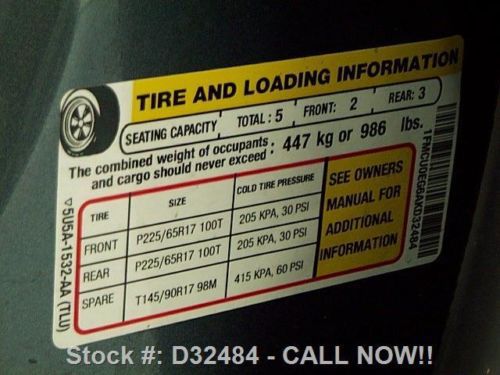 TIRE AND LOADING INFORMATION
SEATING CAPACITY TOTAL: 5 FRONT: 2 REAR: 3
The combined weight of occupants
and cargo should never exceed: 447 kg or 986 lbs.
TIRE SIZE COLD TIRE PRESSURE
FRONT P225/65R17 100T 205 KPA, 30 PSI
REAR P225/65R17 100T 205 KPA, 30 PSI
SPARE T145/90R17 98M 415 KPA, 60 PSI
SEE OWNERS
MANUAL FOR
ADDITIONAL
INFORMATION
5U5A-1532-AA (TLU)
Stock #: D32484 - CALL NOW!!